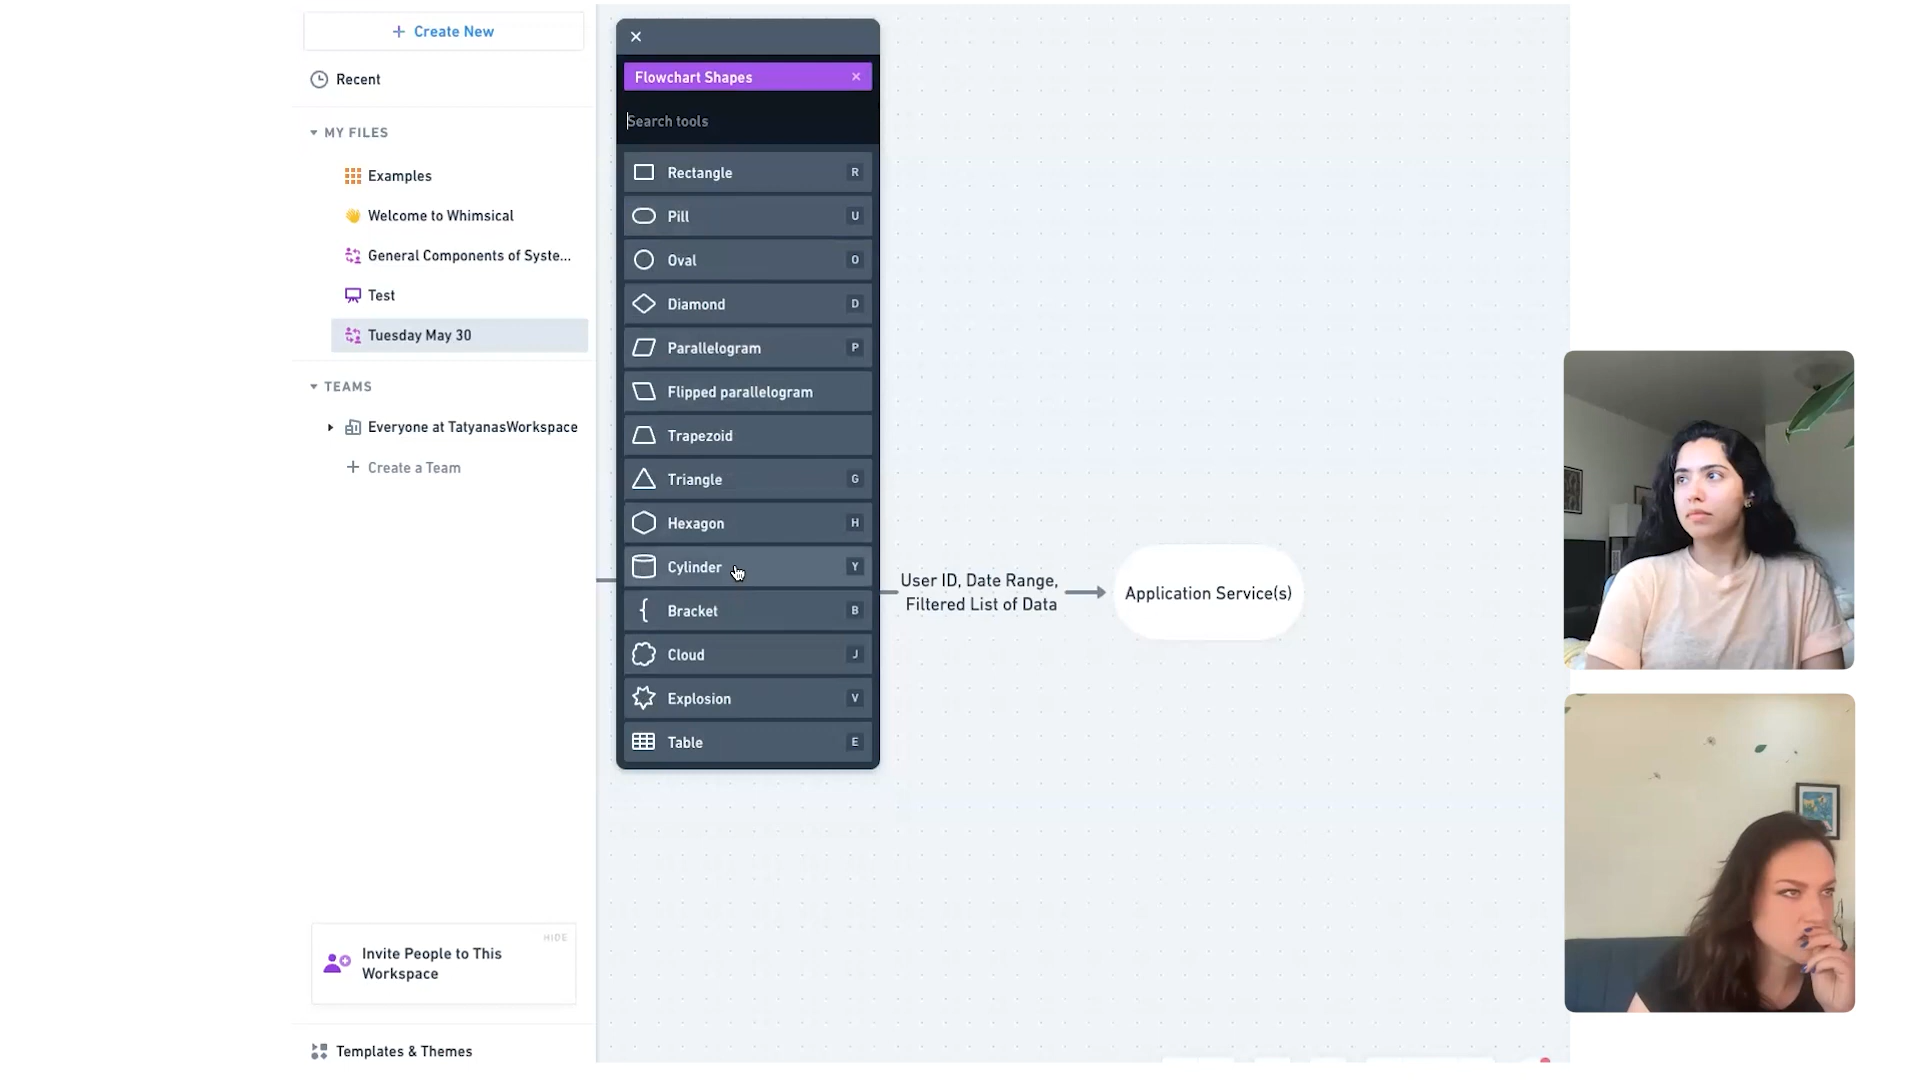 Create New
Recent
MY FILES
Examples
Welcome to Whimsical
General Components of Syste...
Test
Tuesday May 30
TEAMS
Everyone at TatyanasWorkspace
Create a Team
HIDE
Invite People to This
Workspace
Templates & Themes
Flowchart Shapes
Search tools
Rectangle R
Pill U
Oval O
Diamond D
Parallelogram P
Flipped parallelogram
Trapezoid
Triangle G
Hexagon H
Cylinder Y
Bracket B
Cloud J
Explosion V
Table E
User ID, Date Range,
Filtered List of Data
Application Service(s)